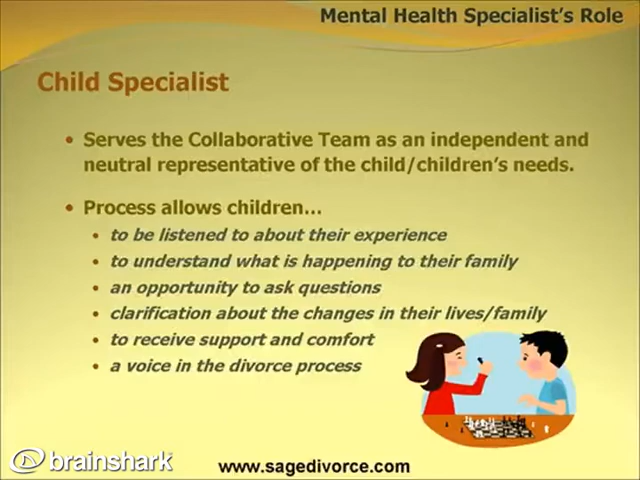 Mental Health Specialist's Role
Child Specialist
• Serves the Collaborative Team as an independent and
neutral representative of the child/children's needs.
• Process allows children...
• to be listened to about their experience
• to understand what is happening to their family
• an opportunity to ask questions
• clarification about the changes in their lives/family
• to receive support and comfort
• a voice in the divorce process
brainshark
www.sagedivorce.com